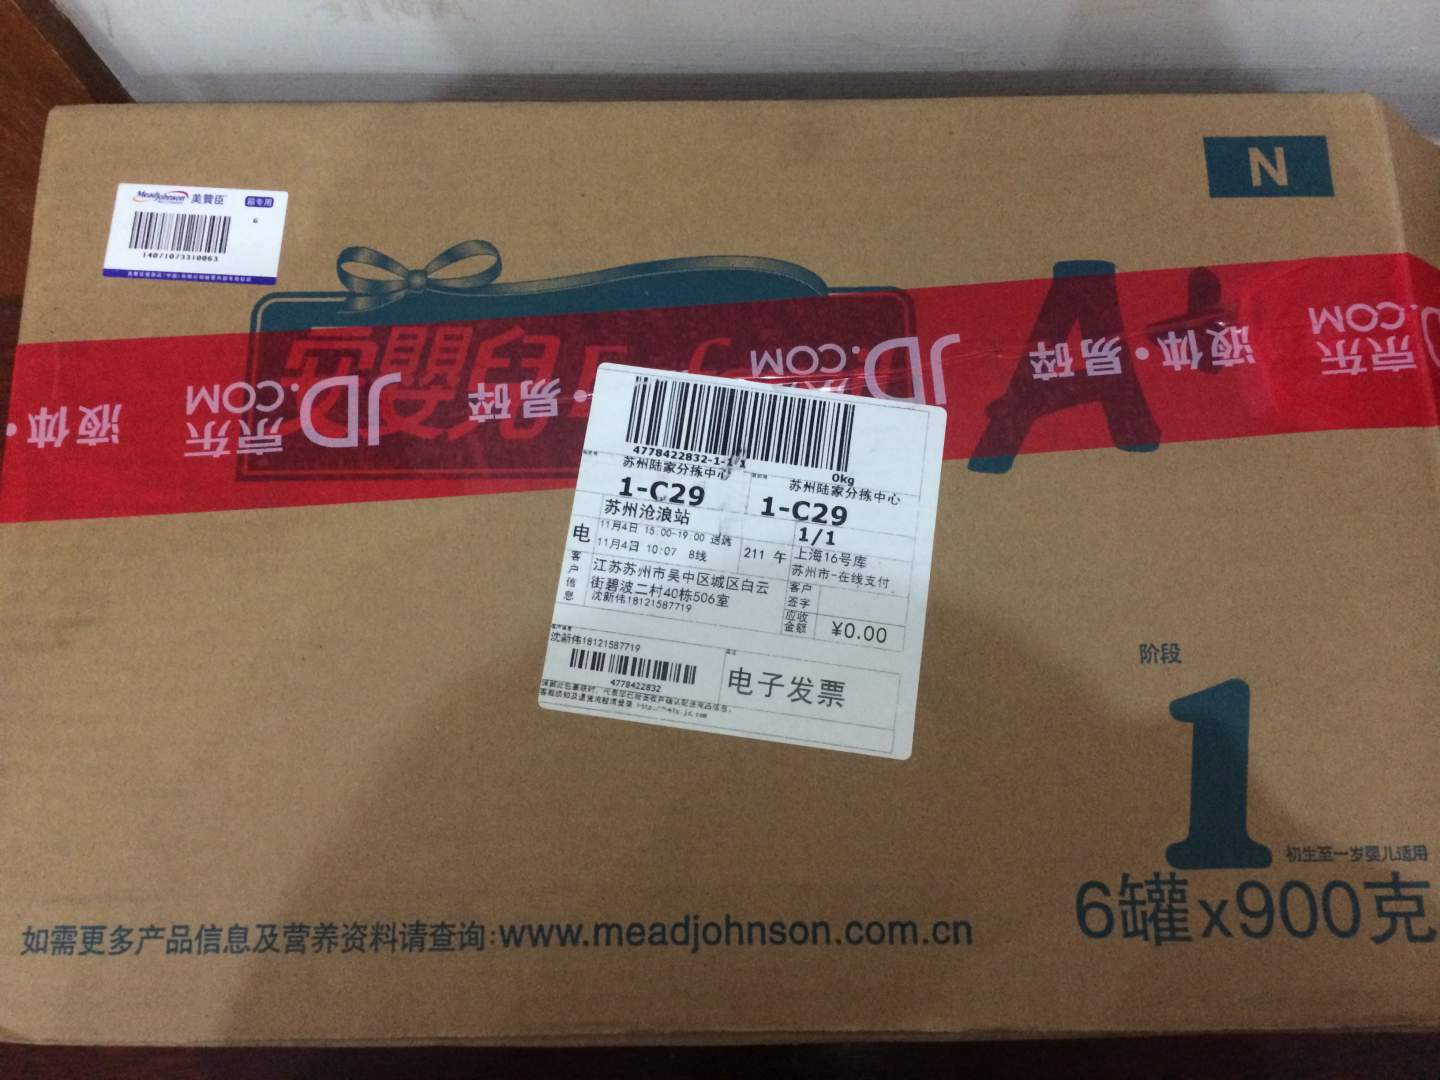 N
MeadJohnson 美贊臣 箱专用
14071073310063
安嬰兒
A+
液体·
JD.COM 京东
易碎·
JD.COM
易碎·液体
JD.COM 京东
4778422832-1-1-1
0kg
苏州陆家分拣中心
苏州陆家分拣中心
1-C29
1-C29
苏州沧浪站
1/1
电
11月4日 15:00-19:00 送跑
11月4日 10:07 8线
211 午
上海16号库
苏州市-在线支付
客户信息
江苏苏州市吴中区城区白云
街碧波二村40栋506室
沈新伟18121587719
客户签字
应收金额
¥0.00
沈新伟18121587719
4778422832
电子发票
阶段
1
初生至一岁婴儿适用
6罐x900克
如需更多产品信息及营养资料请查询:www.meadjohnson.com.cn